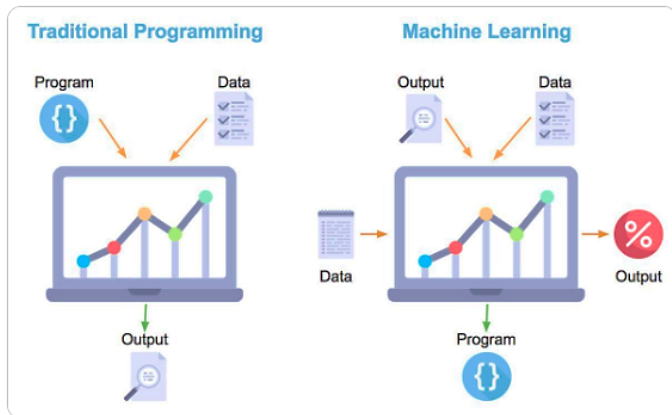 Traditional Programming
Machine Learning
Program
Data
Output
Output
Data
Data
Output
Program